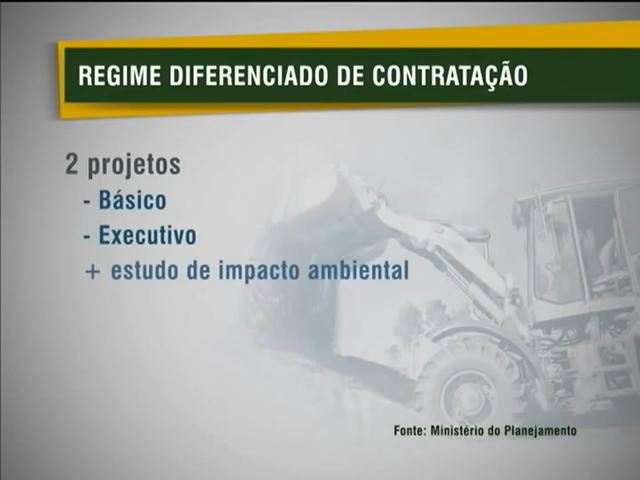 REGIME DIFERENCIADO DE CONTRATAÇÃO
2 projetos
- Básico
- Executivo
+ estudo de impacto ambiental
Fonte: Ministério do Planejamento